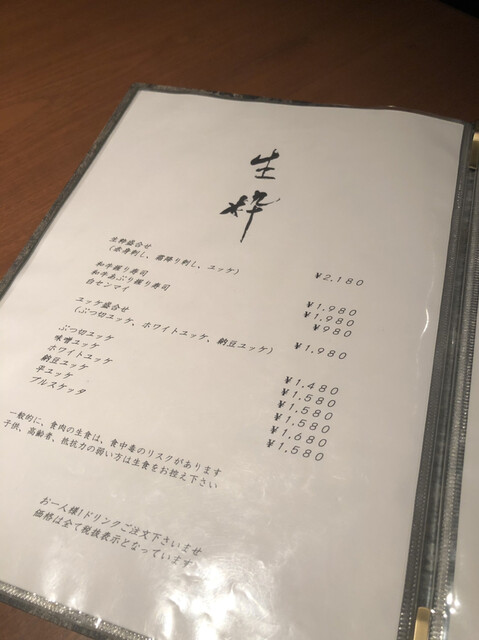 生粋
生粋盛合せ ¥2,180
(赤身刺し、霜降り刺し、ユッケ)
和牛握り寿司 ¥1,980
和牛あぶり握り寿司 ¥1,980
白センマイ ¥980
ユッケ盛合せ ¥1,980
(ぶつ切ユッケ、ホワイトユッケ、納豆ユッケ)
ぶつ切ユッケ ¥1,480
味噌ユッケ ¥1,580
ホワイトユッケ ¥1,580
納豆ユッケ ¥1,580
平ユッケ ¥1,680
ブルスケッタ ¥1,580
一般的に、食肉の生食は、食中毒のリスクがあります
子供、高齢者、抵抗力の弱い方は生食をお控え下さい
お一人様1ドリンクご注文下さいませ
価格は全て税抜表示となっています